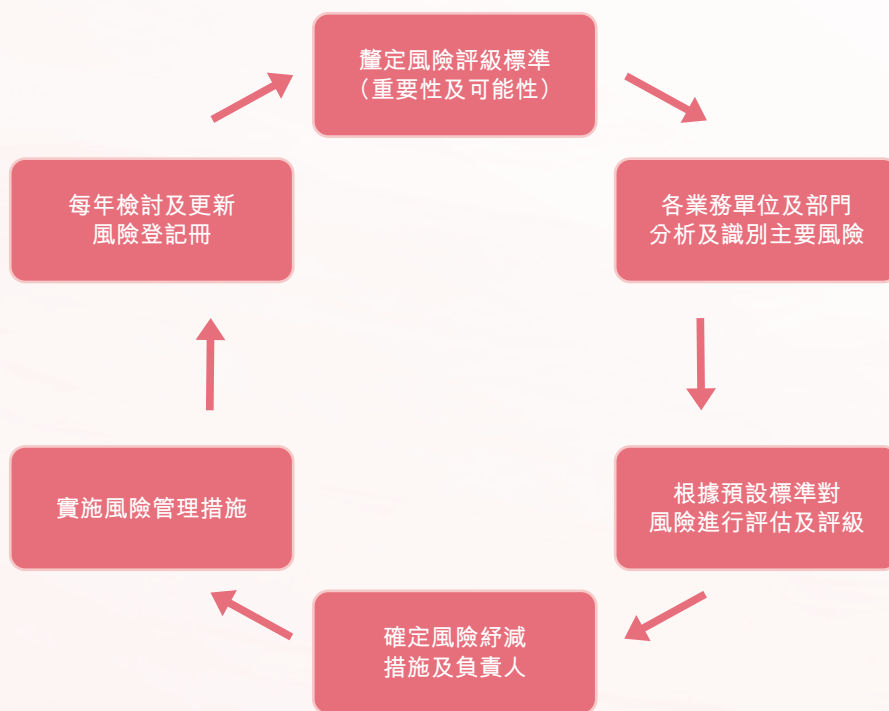 釐定風險評級標準
（重要性及可能性）
各業務單位及部門
分析及識別主要風險
根據預設標準對
風險進行評估及評級
確定風險紓減
措施及負責人
實施風險管理措施
每年檢討及更新
風險登記冊